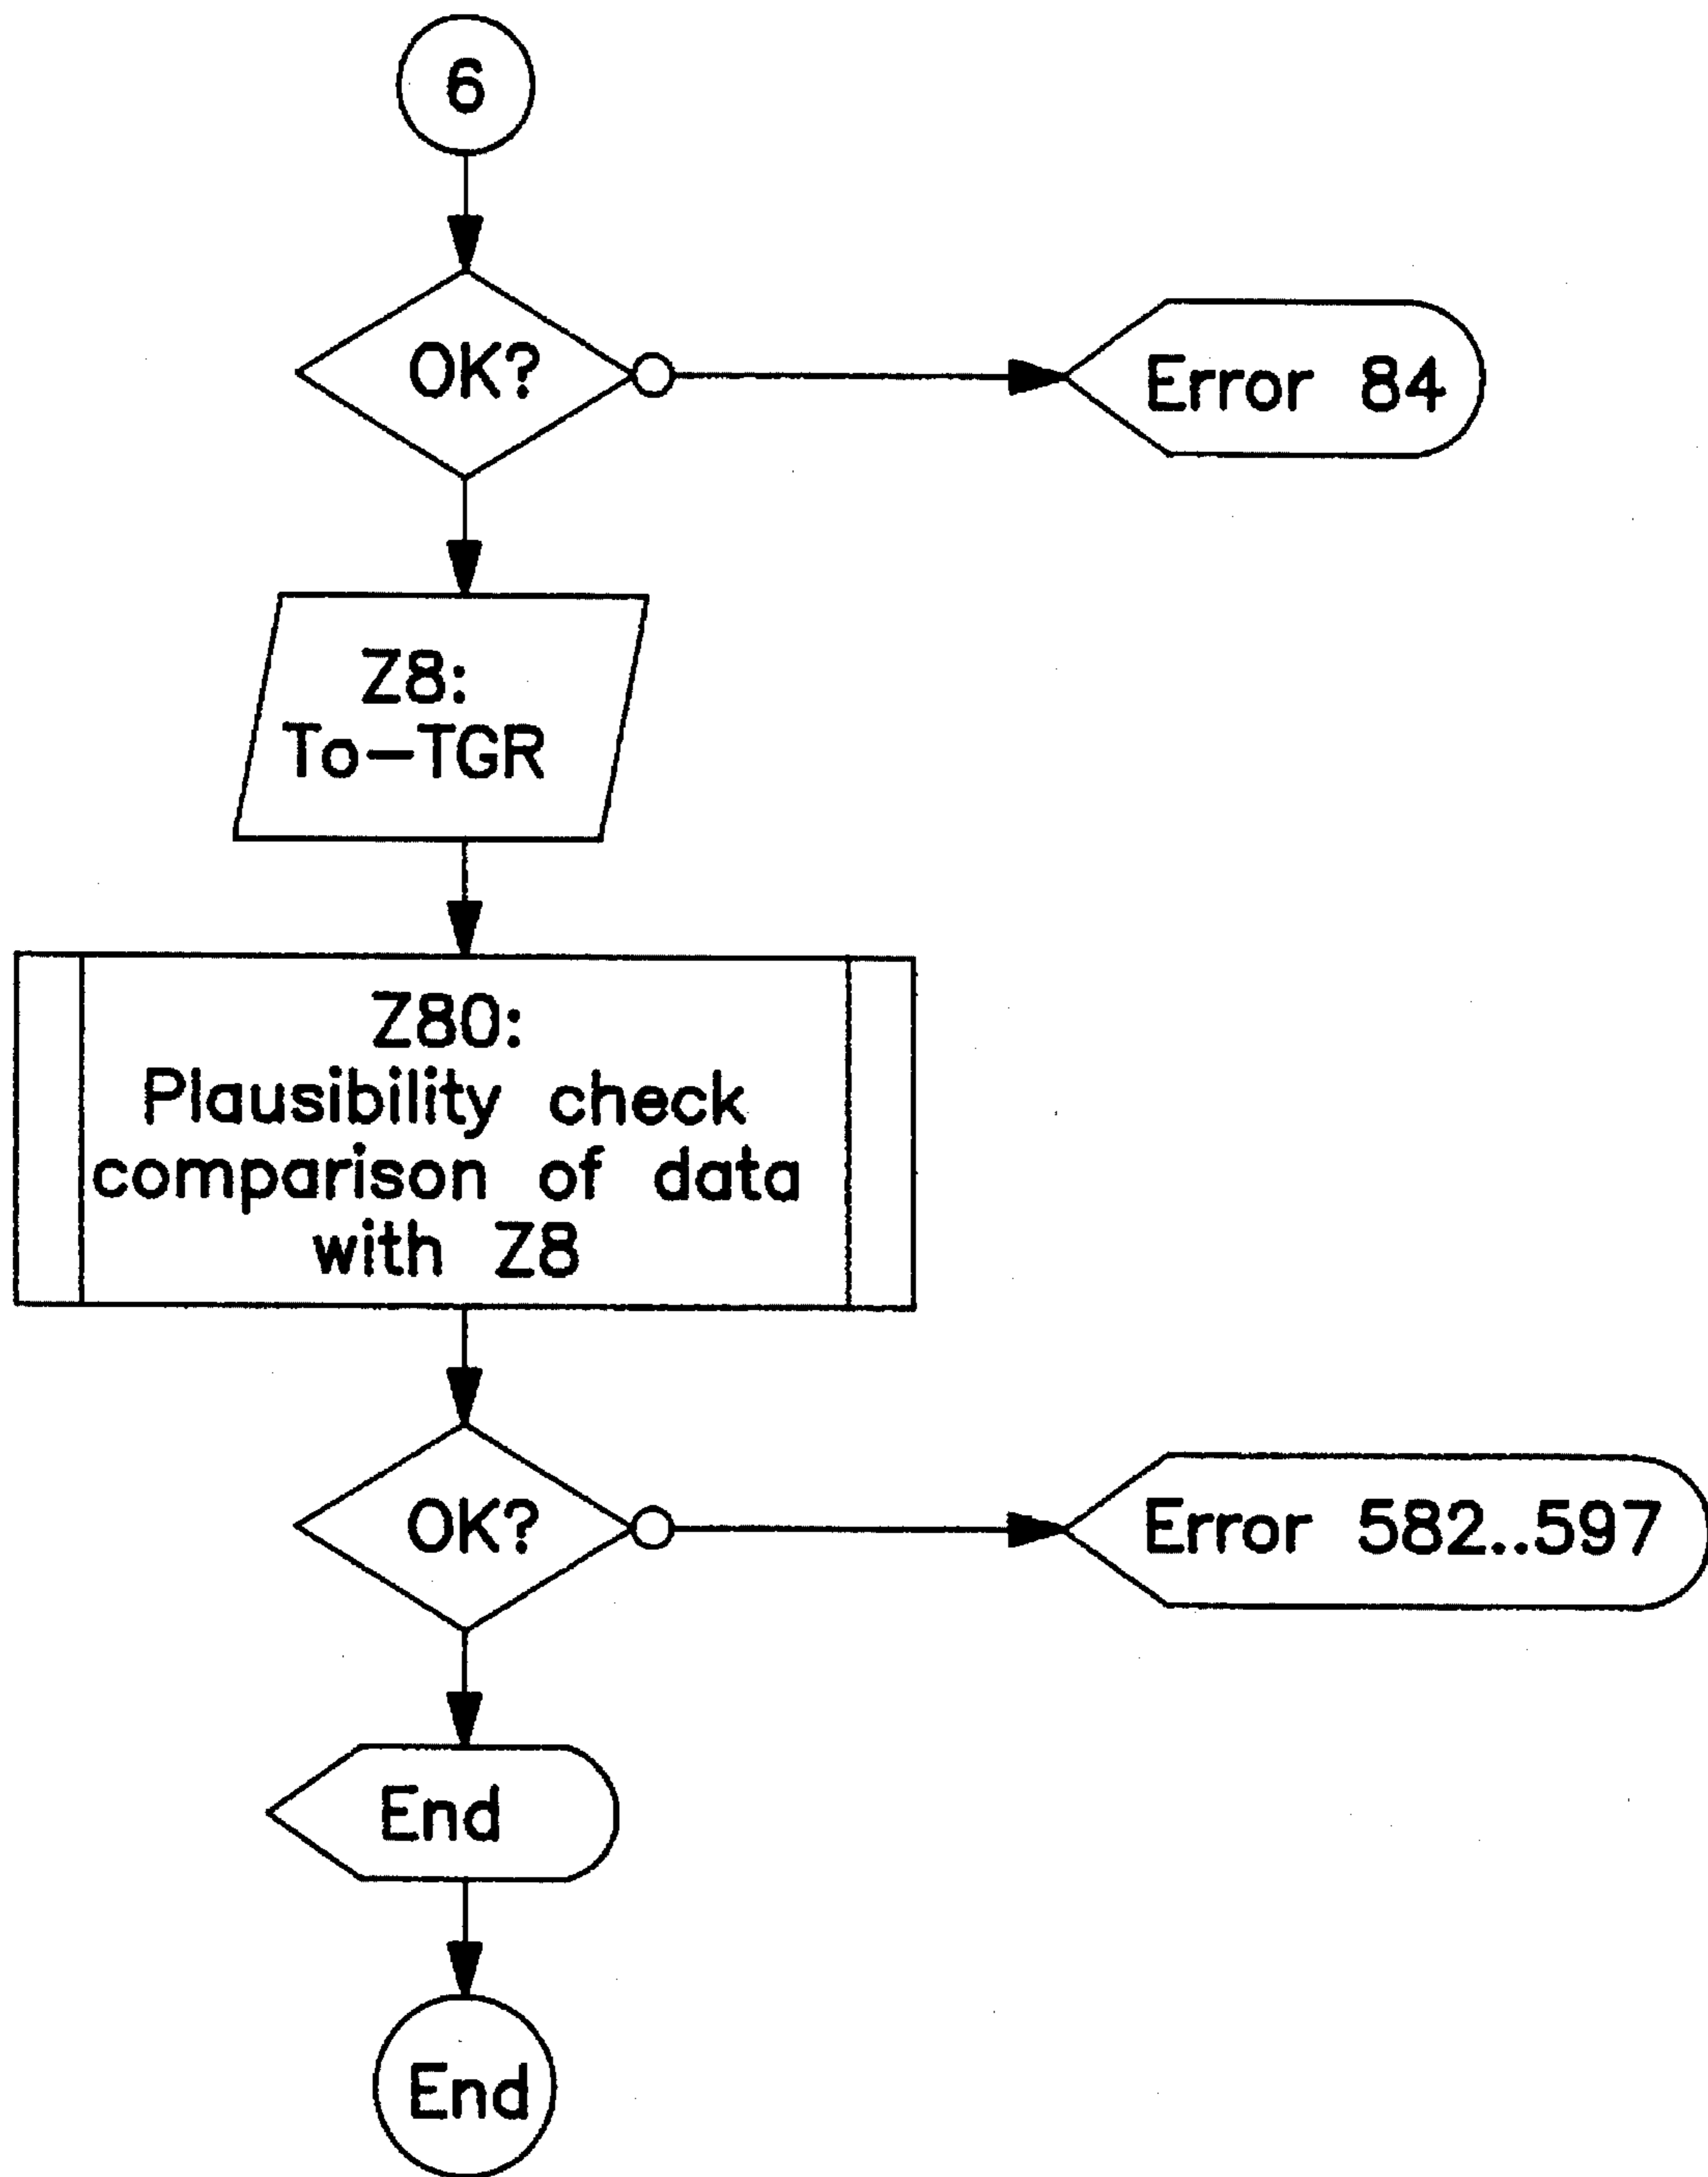 6
OK?
Error 84
Z8:
To-TGR
Z80:
Plausibility check
comparison of data
with Z8
OK?
Error 582..597
End
End